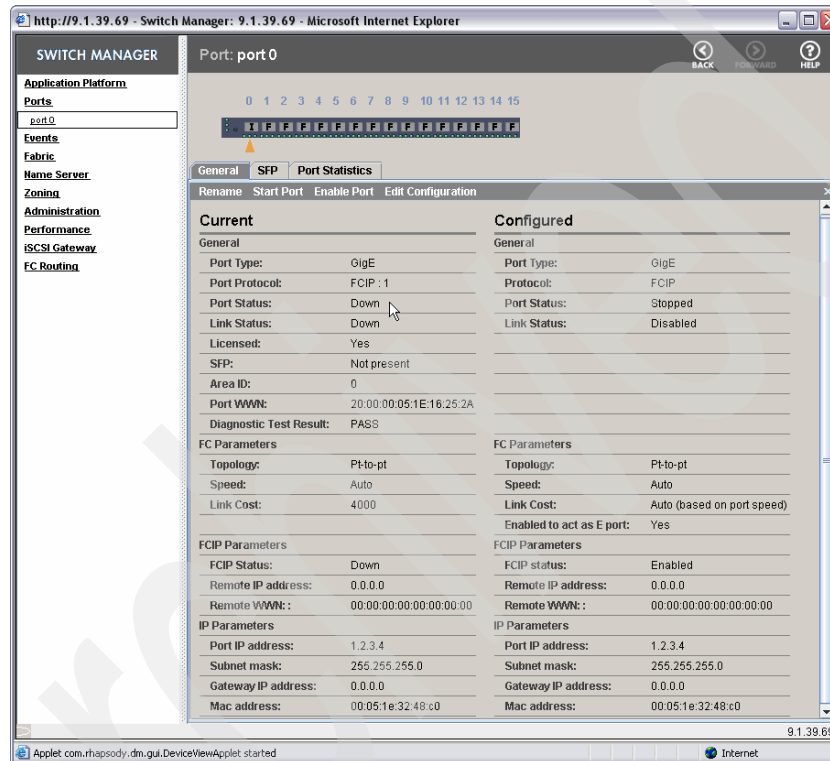 http://9.1.39.69 - Switch Manager: 9.1.39.69 - Microsoft Internet Explorer
SWITCH MANAGER
Port: port 0
BACK FORWARD HELP
Application Platform
Ports
port 0
Events
Fabric
Name Server
Zoning
Administration
Performance
iSCSI Gateway
FC Routing
0 1 2 3 4 5 6 7 8 9 10 11 12 13 14 15
I F F F F F F F F F F F F F F F
General SFP Port Statistics
Rename Start Port Enable Port Edit Configuration
Current Configured
General General
Port Type: GigE Port Type: GigE
Port Protocol: FCIP : 1 Protocol: FCIP
Port Status: Down Port Status: Stopped
Link Status: Down Link Status: Disabled
Licensed: Yes
SFP: Not present
Area ID: 0
Port WWN: 20:00:00:05:1E:16:25:2A
Diagnostic Test Result: PASS
FC Parameters FC Parameters
Topology: Pt-to-pt Topology: Pt-to-pt
Speed: Auto Speed: Auto
Link Cost: 4000 Link Cost: Auto (based on port speed)
Enabled to act as E port: Yes
FCIP Parameters FCIP Parameters
FCIP Status: Down FCIP status: Enabled
Remote IP address: 0.0.0.0 Remote IP address: 0.0.0.0
Remote WWN: : 00:00:00:00:00:00:00:00 Remote WWN: : 00:00:00:00:00:00:00:00
IP Parameters IP Parameters
Port IP address: 1.2.3.4 Port IP address: 1.2.3.4
Subnet mask: 255.255.255.0 Subnet mask: 255.255.255.0
Gateway IP address: 0.0.0.0 Gateway IP address: 0.0.0.0
Mac address: 00:05:1e:32:48:c0 Mac address: 00:05:1e:32:48:c0
9.1.39.69
Applet com.rhapsody.dm.gui.DeviceViewApplet started Internet